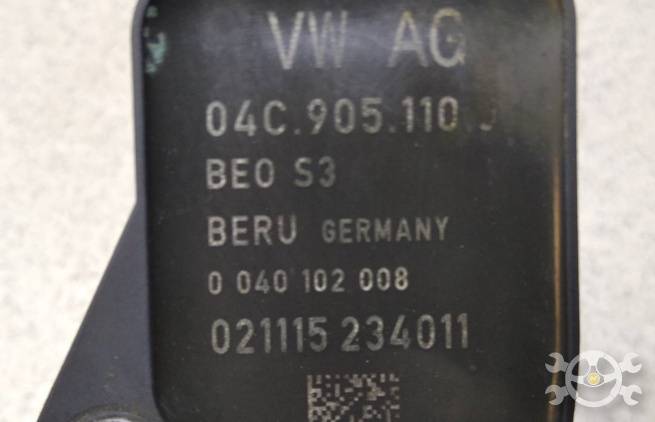 VW AG
04C.905.110.J
BEO S3
BERU GERMANY
0 040 102 008
021115 234011